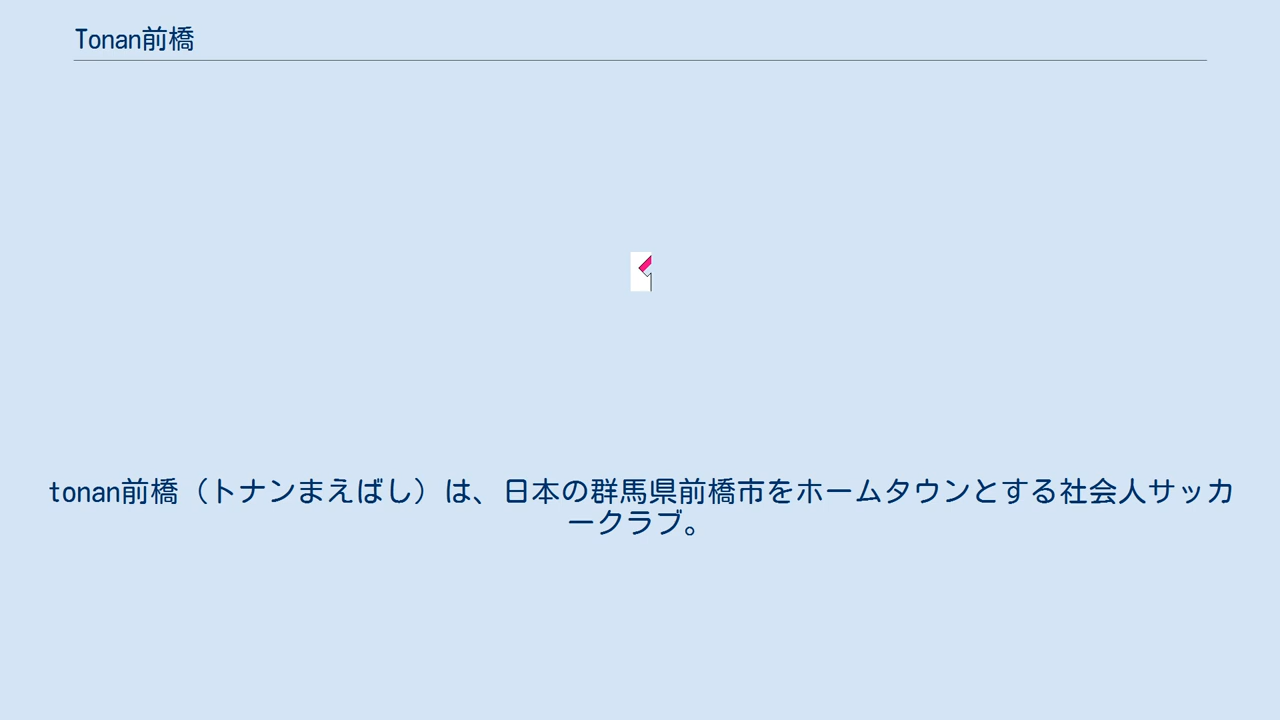 Tonan前橋
tonan前橋（トナンまえばし）は、日本の群馬県前橋市をホームタウンとする社会人サッカ
ークラブ。